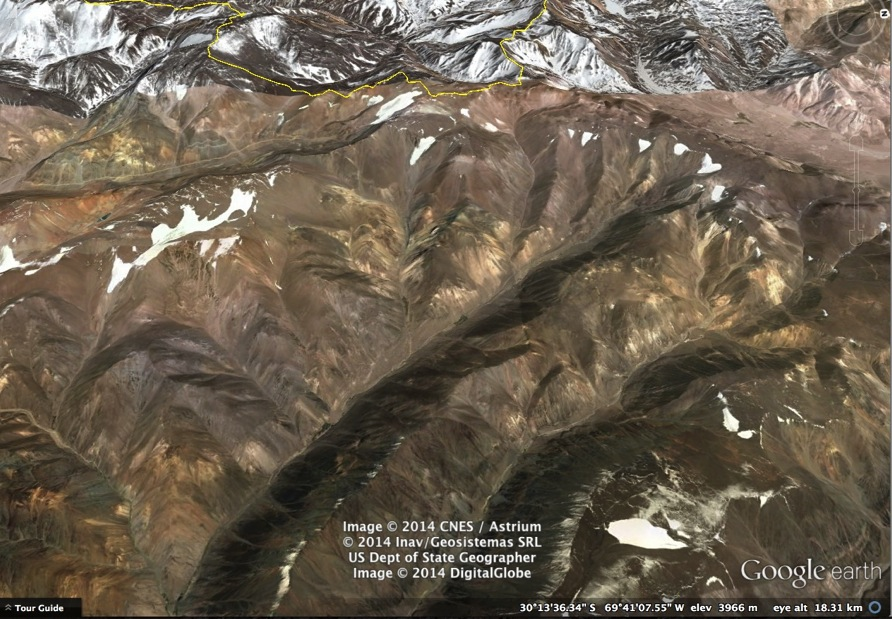 Image © 2014 CNES / Astrium
© 2014 Inav/Geosistemas SRL
US Dept of State Geographer
Image © 2014 DigitalGlobe
Google earth
Tour Guide
30°13'36.34" S 69°41'07.55" W elev 3966 m eye alt 18.31 km